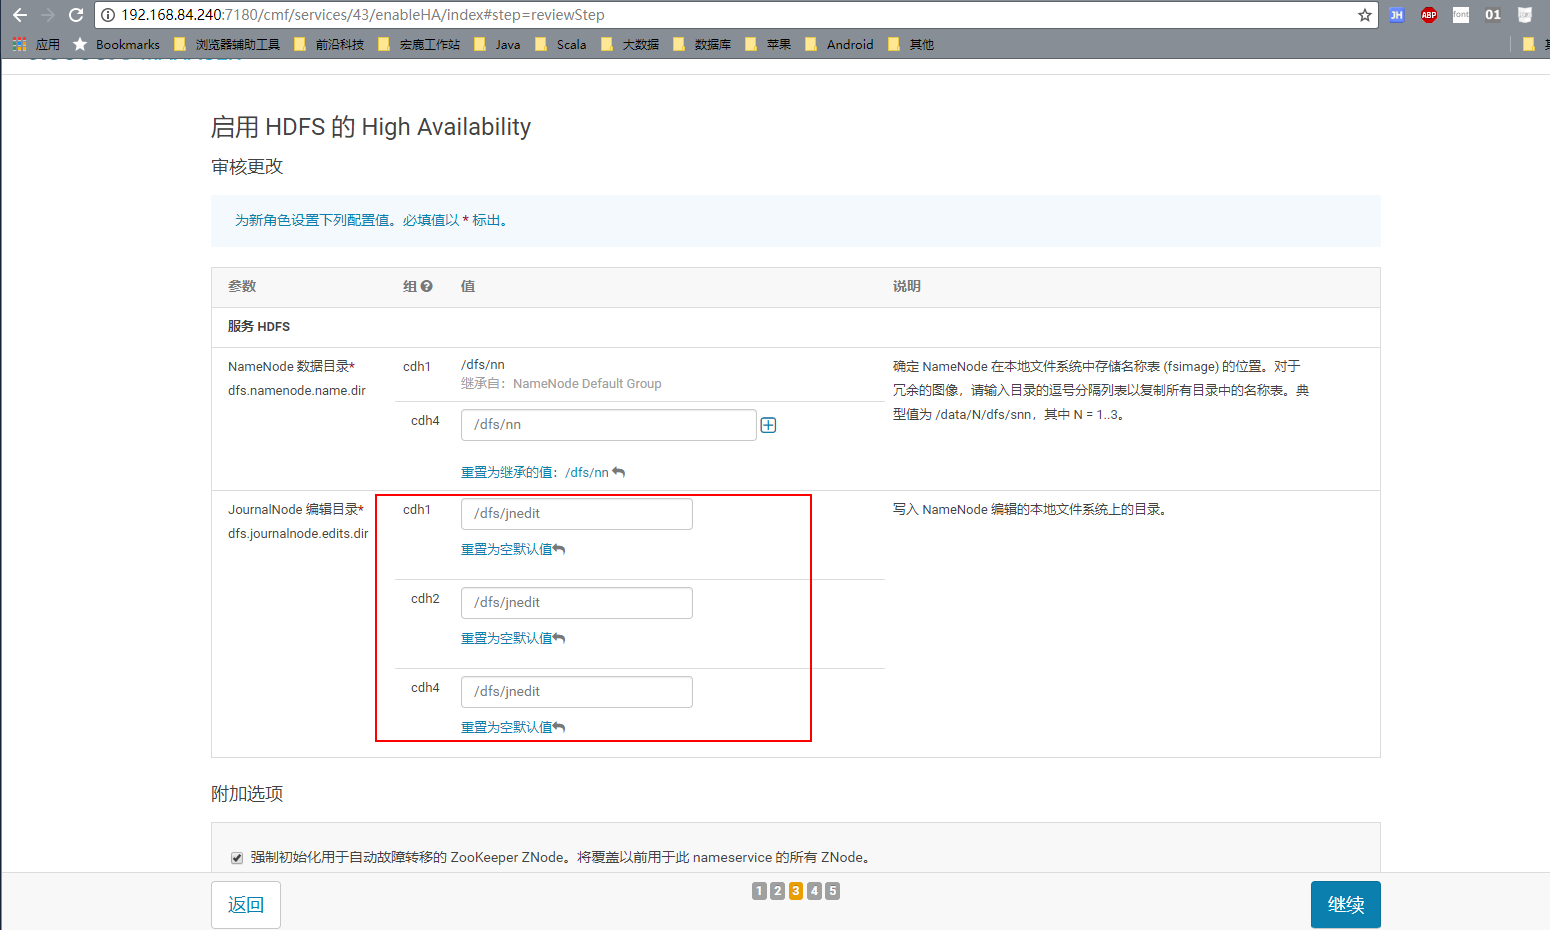 192.168.84.240:7180/cmf/services/43/enableHA/index#step=reviewStep
JH ABP font 01
应用 Bookmarks 浏览器辅助工具 前沿科技 宏鹿工作站 Java Scala 大数据 数据库 苹果 Android 其他
启用 HDFS 的 High Availability
审核更改
为新角色设置下列配置值。必填值以 * 标出。
参数 组 值 说明
服务 HDFS
NameNode 数据目录*
dfs.namenode.name.dir
cdh1
/dfs/nn
继承自：NameNode Default Group
cdh4
/dfs/nn
重置为继承的值：/dfs/nn
确定 NameNode 在本地文件系统中存储名称表 (fsimage) 的位置。对于
冗余的图像，请输入目录的逗号分隔列表以复制所有目录中的名称表。典
型值为 /data/N/dfs/snn，其中 N = 1..3。
JournalNode 编辑目录*
dfs.journalnode.edits.dir
cdh1
/dfs/jnedit
重置为空默认值
cdh2
/dfs/jnedit
重置为空默认值
cdh4
/dfs/jnedit
重置为空默认值
写入 NameNode 编辑的本地文件系统上的目录。
附加选项
强制初始化用于自动故障转移的 ZooKeeper ZNode。将覆盖以前用于此 nameservice 的所有 ZNode。
返回
1 2 3 4 5
继续